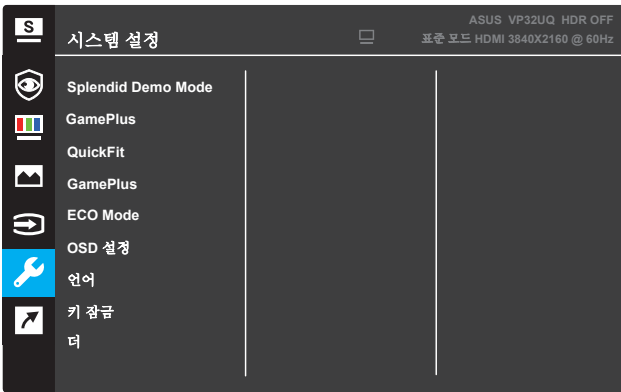 S
시스템 설정
ASUS VP32UQ HDR OFF
표준 모드 HDMI 3840X2160 @ 60Hz
Splendid Demo Mode
GamePlus
QuickFit
GamePlus
ECO Mode
OSD 설정
언어
키 잠금
더